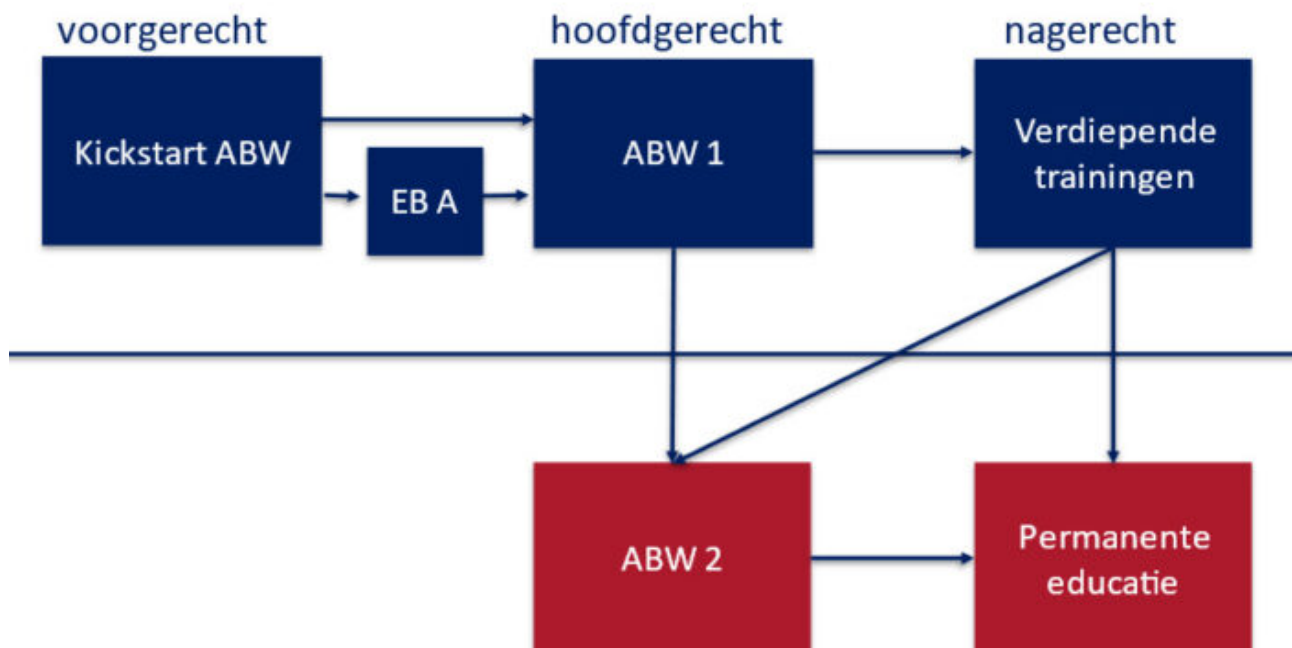 voorgerecht
hoofdgerecht
nagerecht
Kickstart ABW
EB A
ABW 1
Verdiepende
trainingen
ABW 2
Permanente
educatie